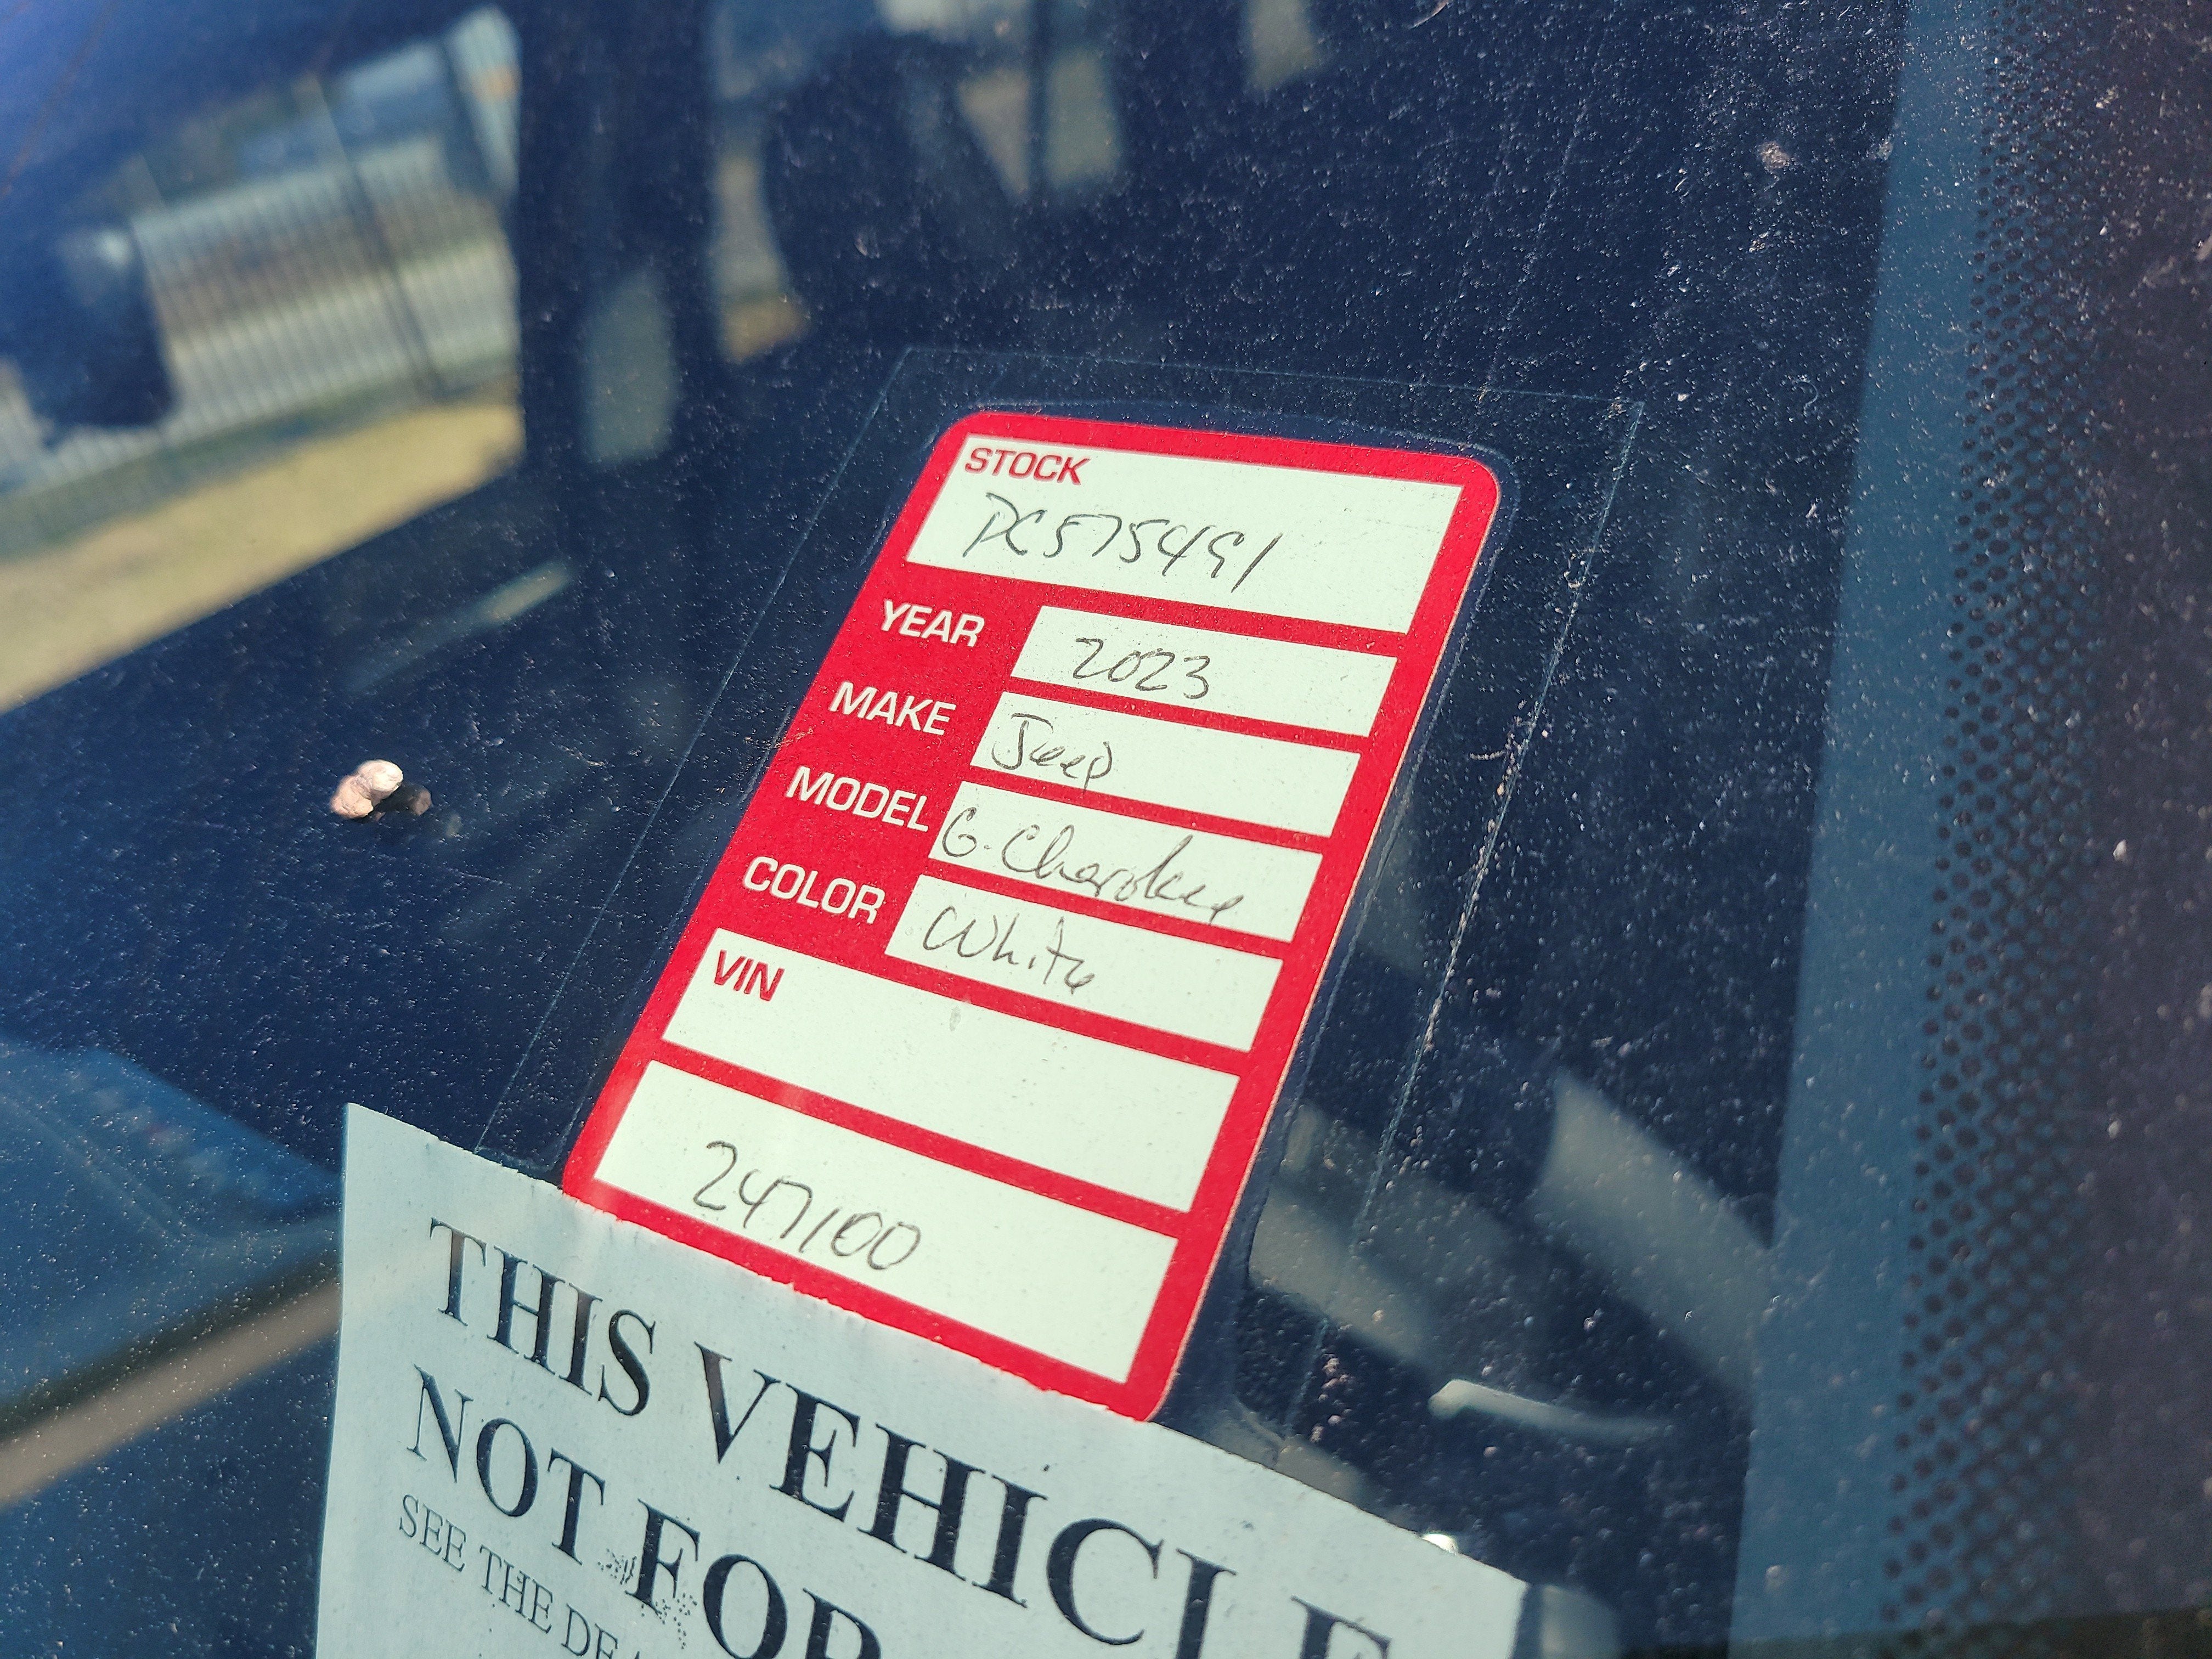 STOCK
PC575491
YEAR 2023
MAKE Jeep
MODEL G. Cherokee
COLOR White
VIN
247100
THIS VEHICLE
NOT FOR
SEE THE